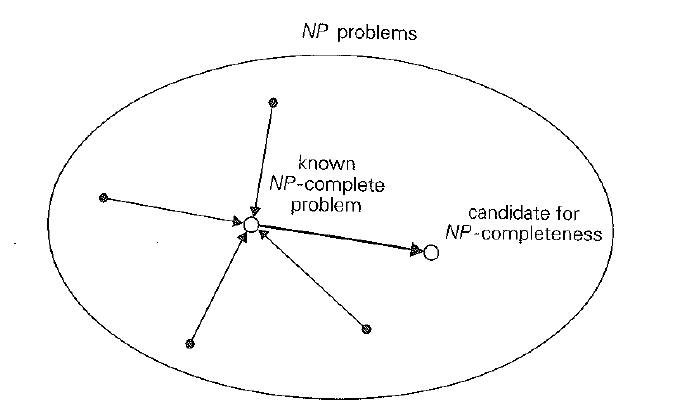 NP problems
known
NP-complete
problem
candidate for
NP-completeness